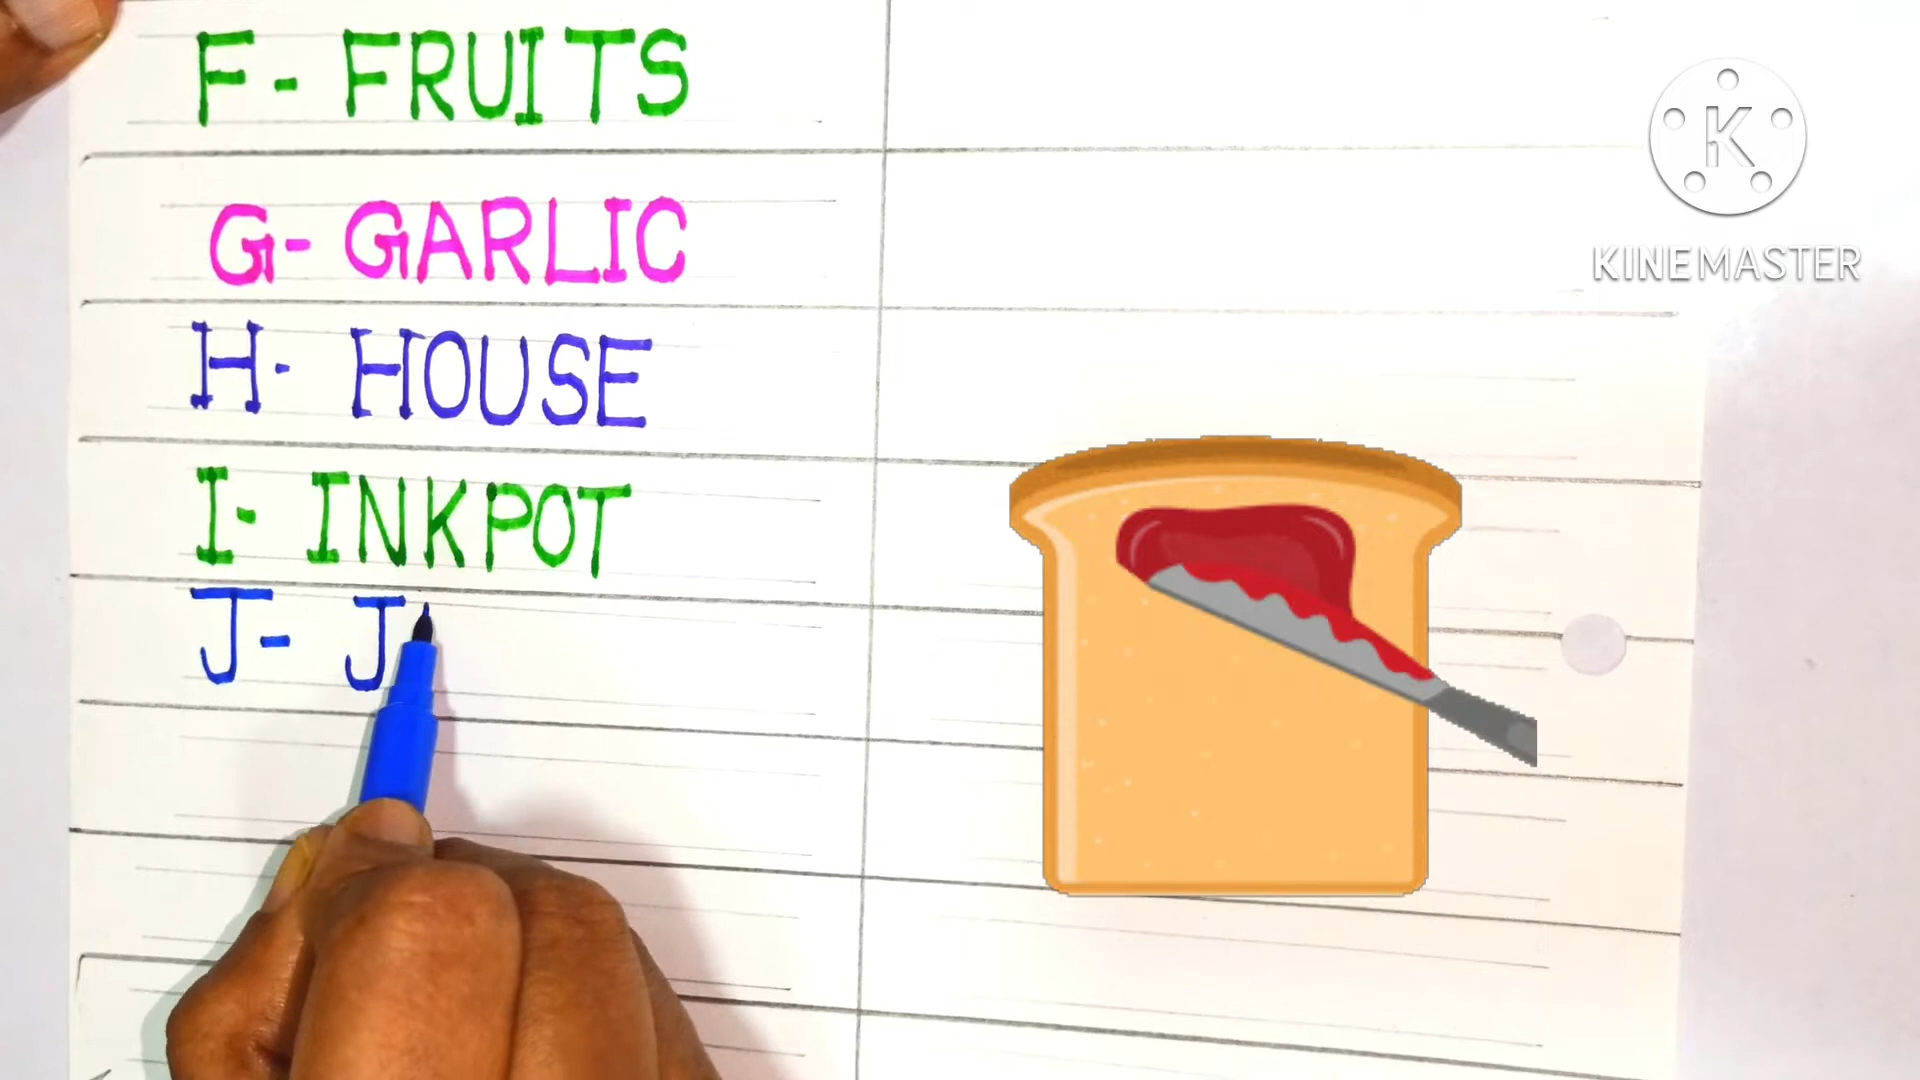 F- FRUITS
G- GARLIC
H- HOUSE
I- INKPOT
J- J
K
KINEMASTER